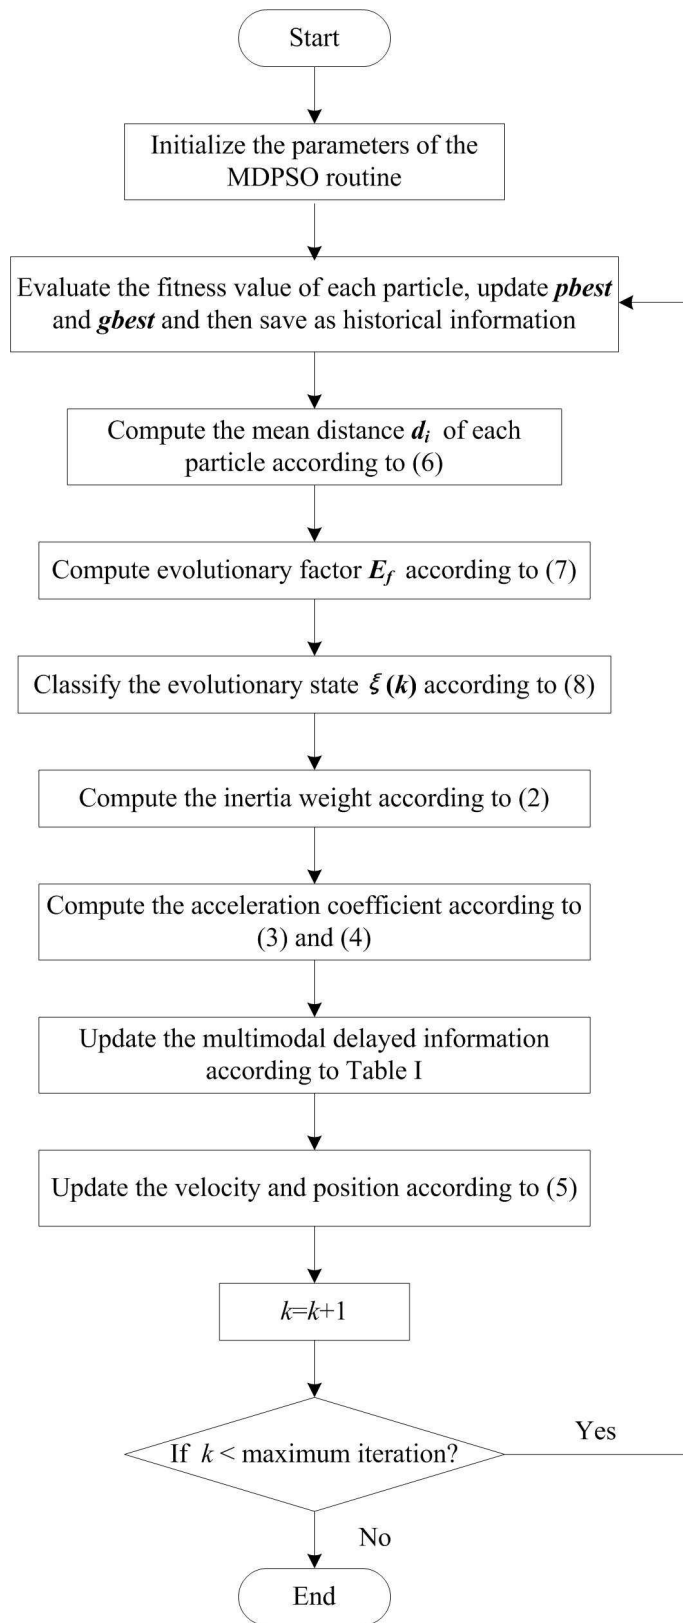 Start
Initialize the parameters of the
MDPSO routine
Evaluate the fitness value of each particle, update pbest
and gbest and then save as historical information
Compute the mean distance d_i of each
particle according to (6)
Compute evolutionary factor E_f according to (7)
Classify the evolutionary state ξ(k) according to (8)
Compute the inertia weight according to (2)
Compute the acceleration coefficient according to
(3) and (4)
Update the multimodal delayed information
according to Table I
Update the velocity and position according to (5)
k=k+1
If k < maximum iteration?
Yes
No
End